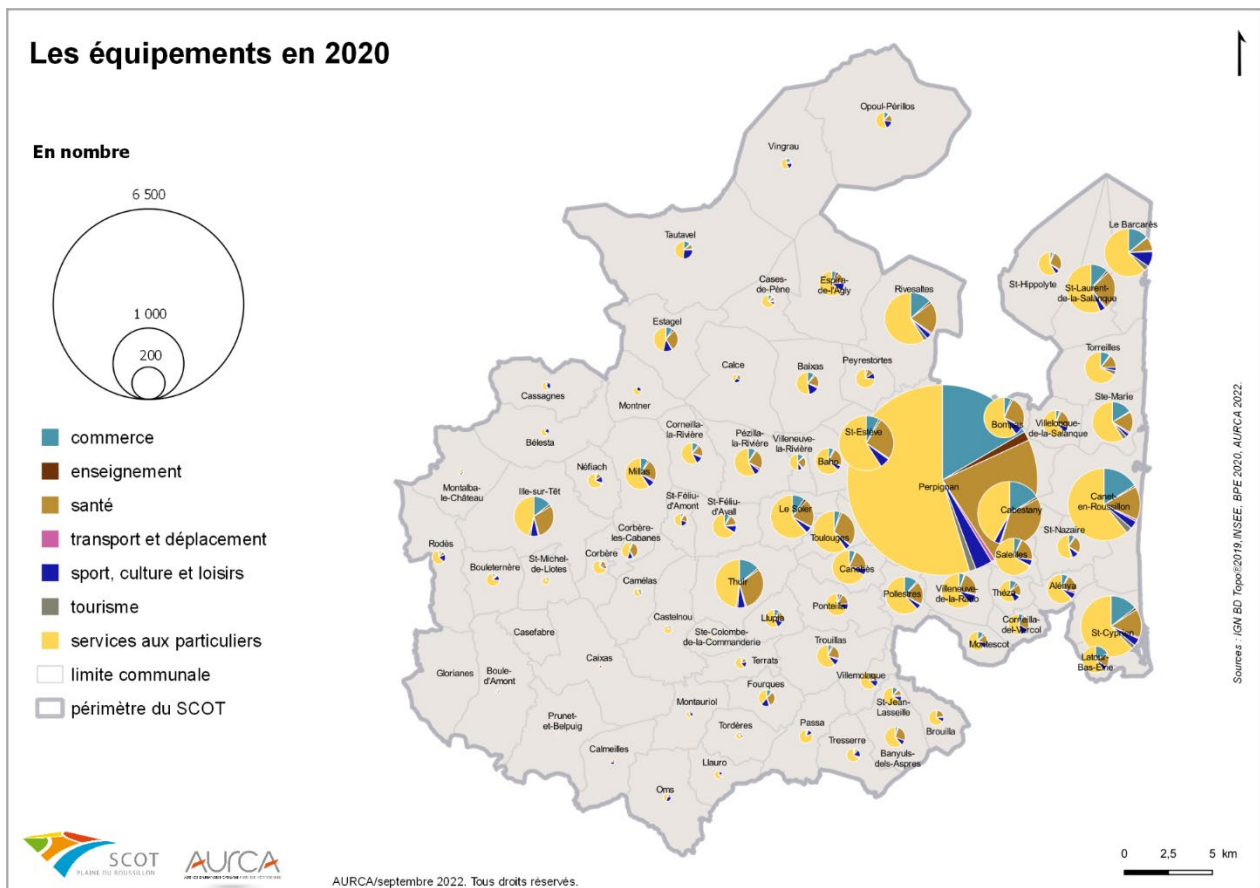 Les équipements en 2020
En nombre
6 500
1 000
200
commerce
enseignement
santé
transport et déplacement
sport, culture et loisirs
tourisme
services aux particuliers
limite communale
périmètre du SCOT
Opoul-Périllos
Vingrau
Tautavel
Le Barcarès
St-Hippolyte
St-Laurent-
de-la-Salanque
Cases-
de-Pène
Espira-
de-l'Agly
Rivesaltes
Estagel
Torreilles
Calce
Baixas
Peyrestortes
Cassagnes
Montner
Ste-Marie
Bompas
Villelongue-
de-la-Salanque
Bélesta
Corneilla-
la-Rivière
Pézilla-
la-Rivière
Villeneuve-
la-Rivière
St-Estève
Baho
Montalba-
le-Château
Néfiach
Millas
Perpignan
Ille-sur-Têt
St-Féliu-
d'Amont
St-Féliu-
d'Avall
Le Soler
Toulouges
Cabestany
Canet-
en-Roussillon
St-Nazaire
Rodès
Bouleternère
St-Michel-
de-Llotes
Corbère-
les-Cabanes
Corbère
Camélas
Thuir
Canohès
Saleilles
Pollestres
Villeneuve-
de-la-Raho
Théza
Alénya
Castelnou
Llupia
Ponteilla
Corneilla-
del-Vercol
St-Cyprien
Montescot
Latour-
Bas-Elne
Casefabre
Ste-Colombe-
de-la-Commanderie
Terrats
Trouillas
Glorianes
Boule-
d'Amont
Caixas
Fourques
Villemolaque
St-Jean-
Lasseille
Prunet-
et-Belpuig
Montauriol
Tordères
Passa
Brouilla
Calmeilles
Tresserre
Banyuls-
dels-Aspres
Llauro
Oms
Sources : IGN BD Topo®2019, INSEE, BPE 2020, AURCA 2022.
SCOT
PLAINE DU ROUSSILLON
AURCA
AURCA/septembre 2022. Tous droits réservés.
0 2,5 5 km